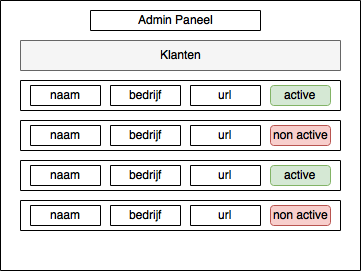 Admin Paneel
Klanten
naam bedrijf url active
naam bedrijf url non active
naam bedrijf url active
naam bedrijf url non active